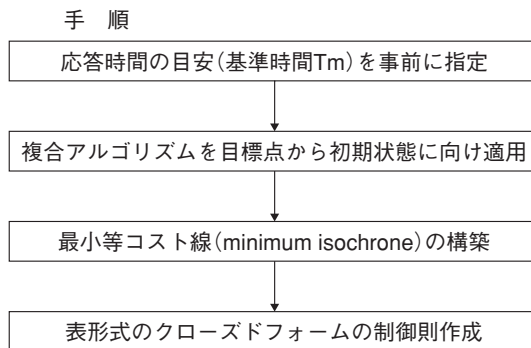 手　順
応答時間の目安（基準時間Tm）を事前に指定
複合アルゴリズムを目標点から初期状態に向け適用
最小等コスト線（minimum isochrone）の構築
表形式のクローズドフォームの制御則作成